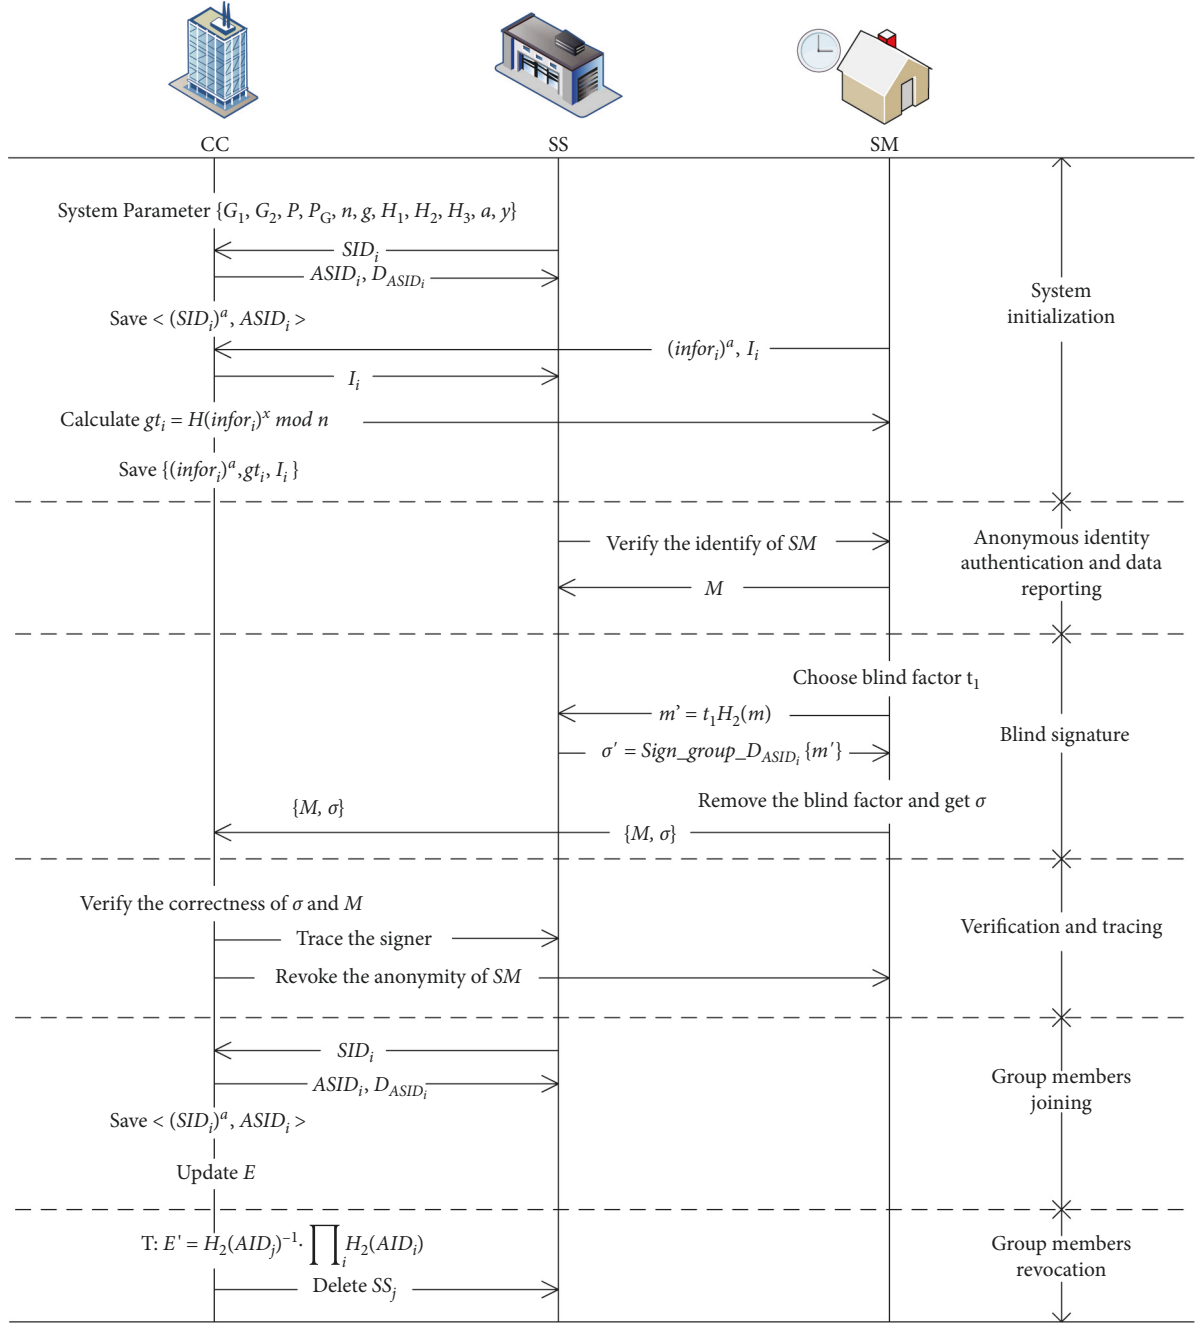 CC
SS
SM
System Parameter {G₁, G₂, P, P_G, n, g, H₁, H₂, H₃, a, y}
SIDᵢ
ASIDᵢ, D_ASIDᵢ
Save < (SIDᵢ)ᵃ, ASIDᵢ >
(inforᵢ)ᵃ, Iᵢ
Iᵢ
Calculate gtᵢ = H(inforᵢ)ˣ mod n
Save {(inforᵢ)ᵃ,gtᵢ, Iᵢ }
System
initialization
Verify the identify of SM
M
Anonymous identity
authentication and data
reporting
Choose blind factor t₁
m’ = t₁H₂(m)
σ′ = Sign_group_D_ASIDᵢ {m′}
Remove the blind factor and get σ
{M, σ}
{M, σ}
Blind signature
Verify the correctness of σ and M
Trace the signer
Revoke the anonymity of SM
Verification and tracing
SIDᵢ
ASIDᵢ, D_ASIDᵢ
Save < (SIDᵢ)ᵃ, ASIDᵢ >
Update E
Group members
joining
T: E' = H₂(AIDⱼ)⁻¹· ∏ᵢ H₂(AIDᵢ)
Delete SSⱼ
Group members
revocation